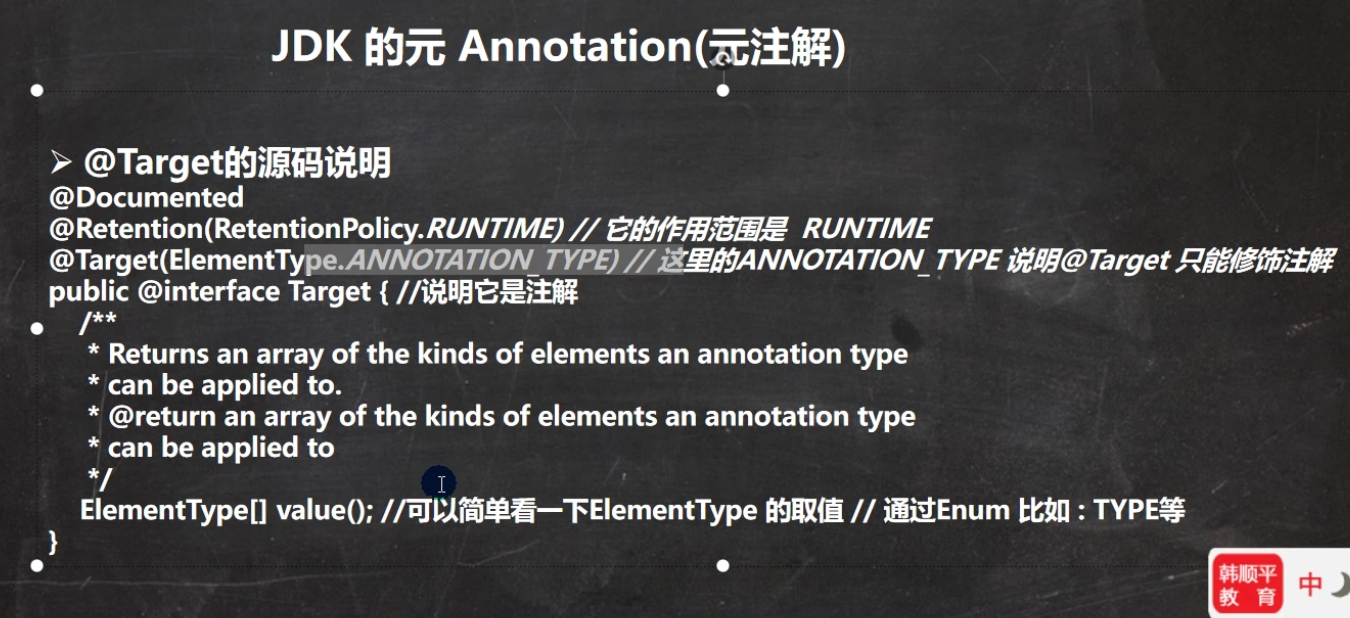 JDK 的元 Annotation(元注解)
➢ @Target的源码说明
@Documented
@Retention(RetentionPolicy.RUNTIME) // 它的作用范围是 RUNTIME
@Target(ElementType.ANNOTATION_TYPE) // 这里的ANNOTATION_TYPE 说明@Target 只能修饰注解
public @interface Target { //说明它是注解
/**
* Returns an array of the kinds of elements an annotation type
* can be applied to.
* @return an array of the kinds of elements an annotation type
* can be applied to
*/
ElementType[] value(); //可以简单看一下ElementType 的取值 // 通过Enum 比如 : TYPE等
}
韩顺平
教 育
中